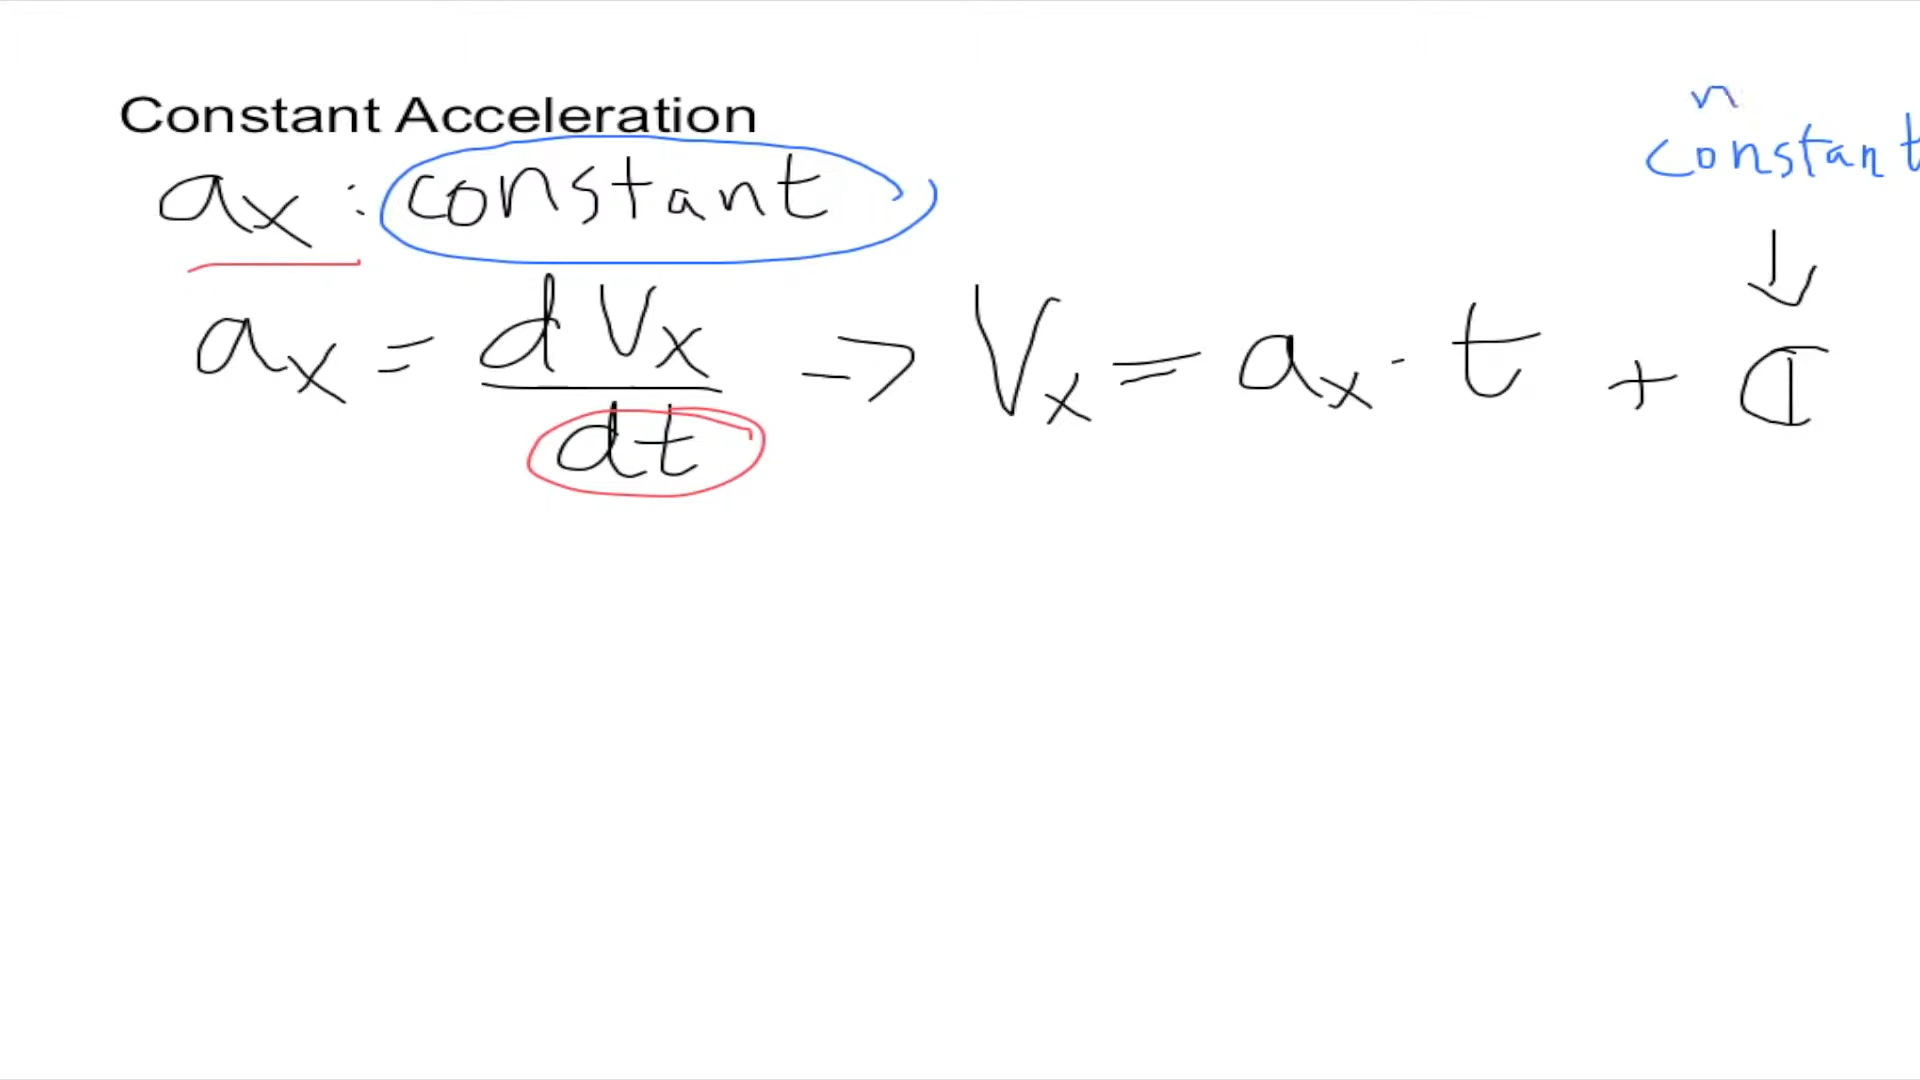 Constant Acceleration
n
constant
ax : constant
ax = dVx/dt => Vx = ax · t + C